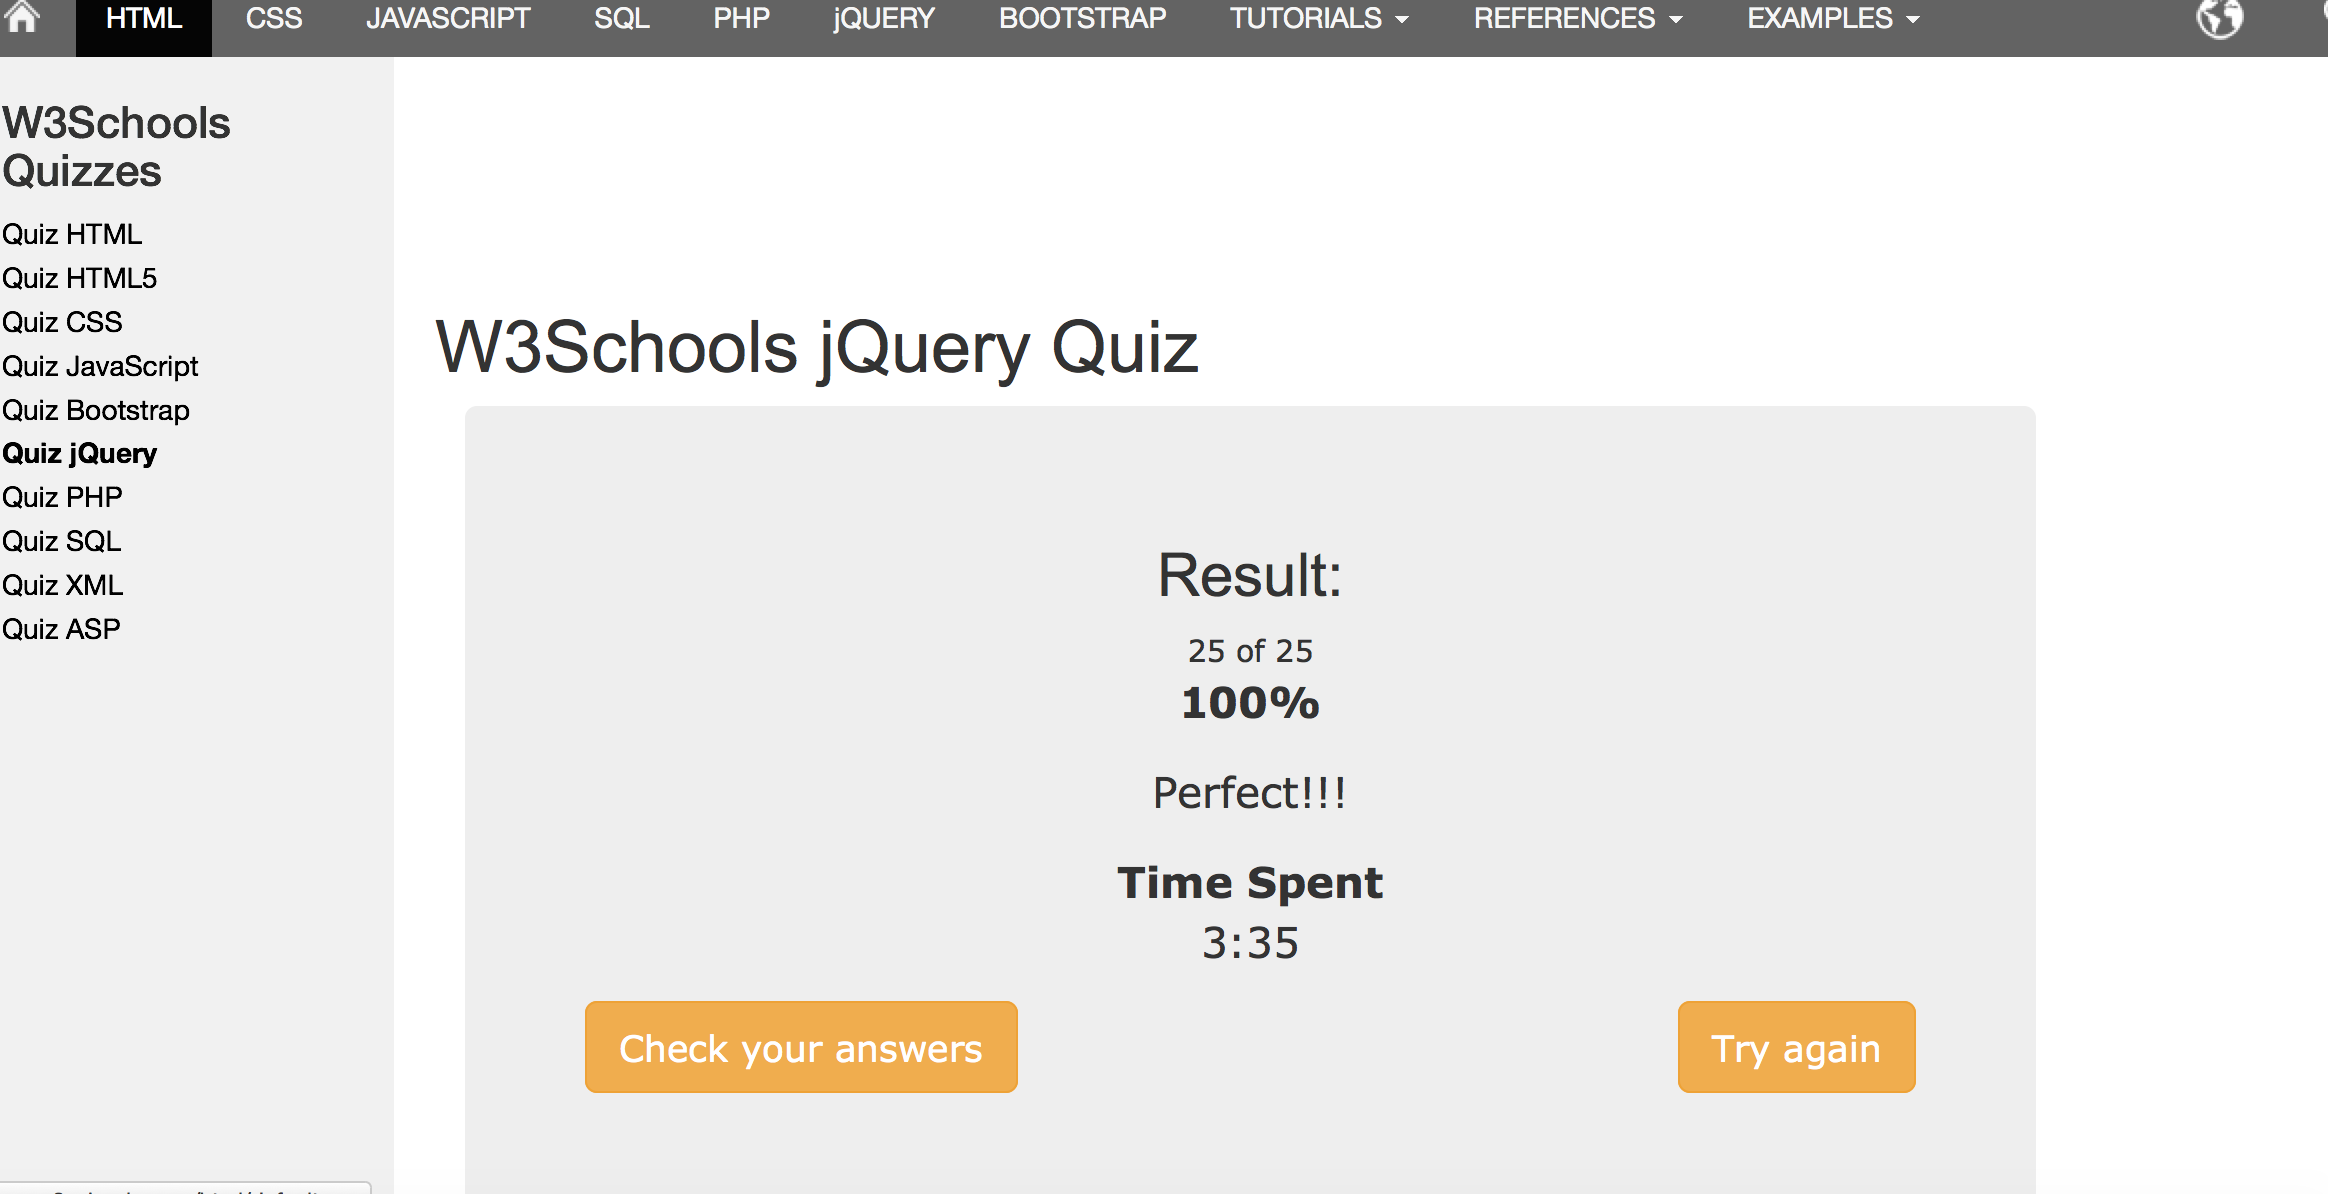 HTML CSS JAVASCRIPT SQL PHP jQUERY BOOTSTRAP TUTORIALS REFERENCES EXAMPLES
W3Schools
Quizzes
Quiz HTML
Quiz HTML5
Quiz CSS
Quiz JavaScript
Quiz Bootstrap
Quiz jQuery
Quiz PHP
Quiz SQL
Quiz XML
Quiz ASP
W3Schools jQuery Quiz
Result:
25 of 25
100%
Perfect!!!
Time Spent
3:35
Check your answers
Try again